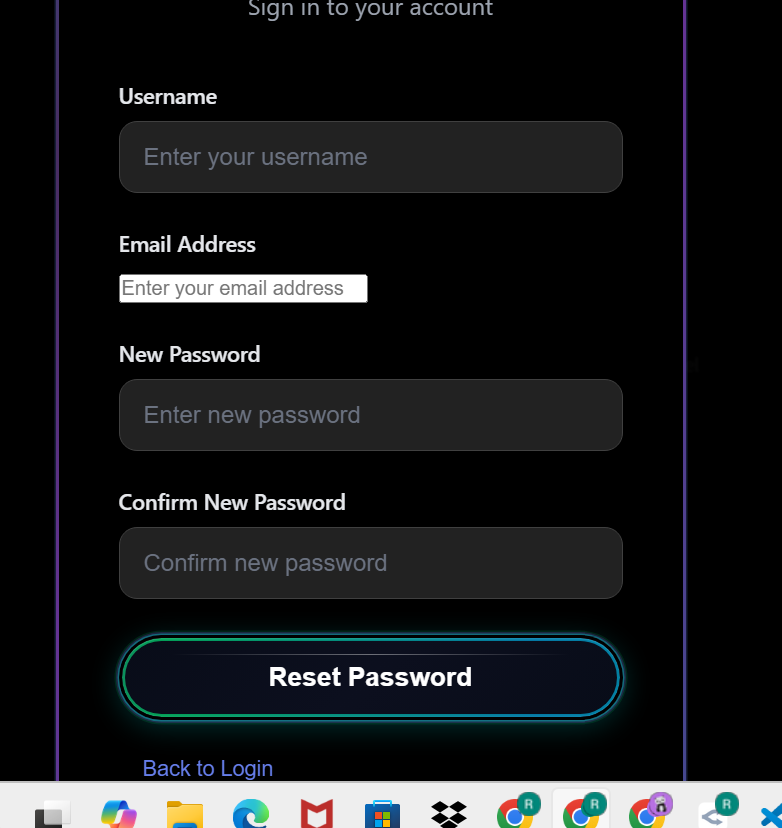 Sign in to your account
Username
Enter your username
Email Address
Enter your email address
New Password
Enter new password
Confirm New Password
Confirm new password
Reset Password
Back to Login
R
R
R